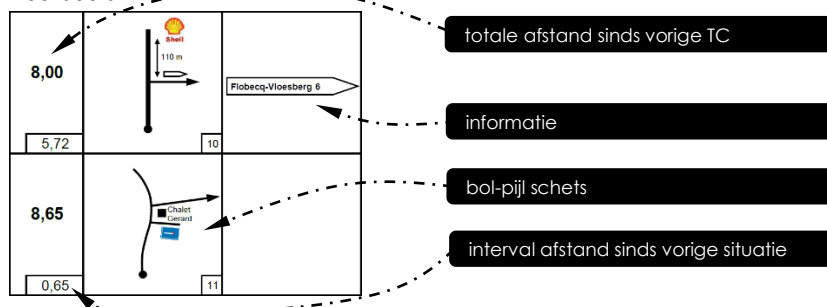 totale afstand sinds vorige TC
8,00
Shell
110 m
Flobecq-Vloesberg 6
5,72
10
informatie
8,65
Chalet
Gerard
bol-pijl schets
0,65
11
interval afstand sinds vorige situatie